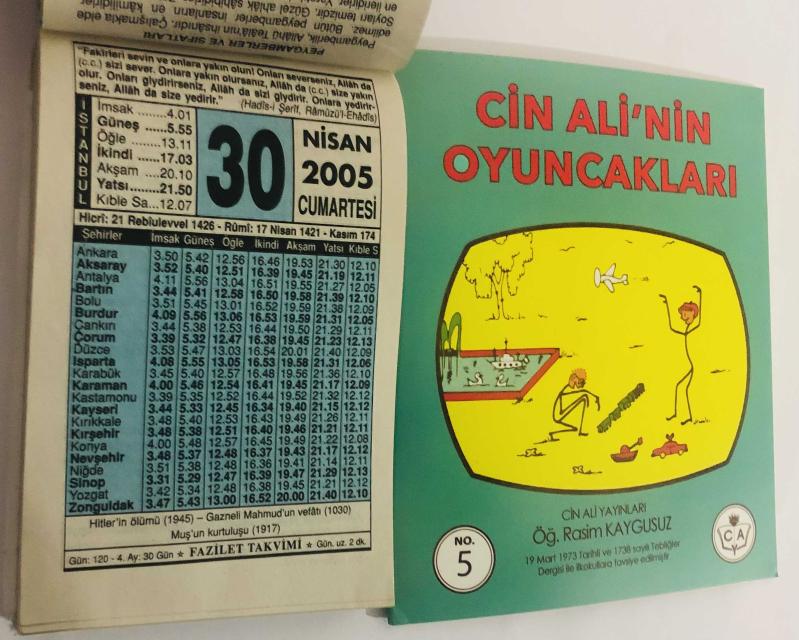 PEYGAMBERLER VE SIFATLARI
Peygamberlik, Allâhü Teâlâ'nın insanlara
edilmez. Bütün peygamberler insanların en kâmilidirler.
"Fakirleri sevin ve onlara yakın olun! Onları severseniz, Allâh da
(c.c.) sizi sever. Onlara yakın olursanız, Allâh da (c.c.) size yakın
olur. Onları giydirirseniz, Allâh da sizi giydirir. Onlara yedirir-
seniz, Allâh da size yedirir." (Hadîs-i Şerîf, Râmûzü'l-Ehâdîs)
İSTANBUL
İmsak ........4.01
Güneş ......5.55
Öğle .......13.11
İkindi .....17.03
Akşam ...20.10
Yatsı.......21.50
Kıble Sa...12.07
30
NİSAN
2005
CUMARTESİ
Hicrî: 21 Rebiulevvel 1426 - Rûmî: 17 Nisan 1421 - Kasım 174
Şehirler İmsak Güneş Öğle İkindi Akşam Yatsı Kıble S
Ankara 3.50 5.42 12.56 16.46 19.53 21.30 12.10
Aksaray 3.52 5.40 12.51 16.39 19.45 21.19 12.11
Antalya 4.11 5.56 13.04 16.51 19.55 21.27 12.05
Bartın 3.44 5.41 12.58 16.50 19.58 21.39 12.10
Bolu 3.51 5.45 13.01 16.52 19.59 21.38 12.09
Burdur 4.09 5.56 13.06 16.53 19.59 21.31 12.05
Çankırı 3.44 5.38 12.53 16.44 19.50 21.29 12.11
Çorum 3.39 5.32 12.47 16.38 19.45 21.23 12.13
Düzce 3.53 5.47 13.03 16.54 20.01 21.40 12.09
Isparta 4.08 5.55 13.05 16.53 19.58 21.31 12.06
Karabük 3.45 5.40 12.57 16.48 19.56 21.36 12.10
Karaman 4.00 5.46 12.54 16.41 19.45 21.17 12.09
Kastamonu 3.39 5.35 12.52 16.44 19.52 21.32 12.12
Kayseri 3.44 5.33 12.45 16.34 19.40 21.15 12.12
Kırıkkale 3.48 5.40 12.53 16.43 19.49 21.26 12.11
Kırşehir 3.48 5.38 12.51 16.40 19.46 21.21 12.11
Konya 4.00 5.48 12.57 16.45 19.49 21.22 12.08
Nevşehir 3.48 5.37 12.48 16.37 19.43 21.17 12.12
Niğde 3.51 5.38 12.48 16.36 19.41 21.14 12.11
Sinop 3.31 5.29 12.47 16.39 19.47 21.29 12.13
Yozgat 3.42 5.34 12.48 16.38 19.45 21.21 12.12
Zonguldak 3.47 5.43 13.00 16.52 20.00 21.40 12.10
Hitler'in ölümü (1945) – Gazneli Mahmud'un vefâtı (1030)
Muş'un kurtuluşu (1917)
Gün: 120 - 4. Ay: 30 Gün ★ FAZİLET TAKVİMİ ★ Gün. uz. 2 dk.
CİN ALİ'NİN
OYUNCAKLARI
CİN ALİ YAYINLARI
Öğ. Rasim KAYGUSUZ
19 Mart 1973 Tarihli ve 1738 sayılı Tebliğler
Dergisi ile ilkokullara tavsiye edilmiştir
NO.
5
C A
Y